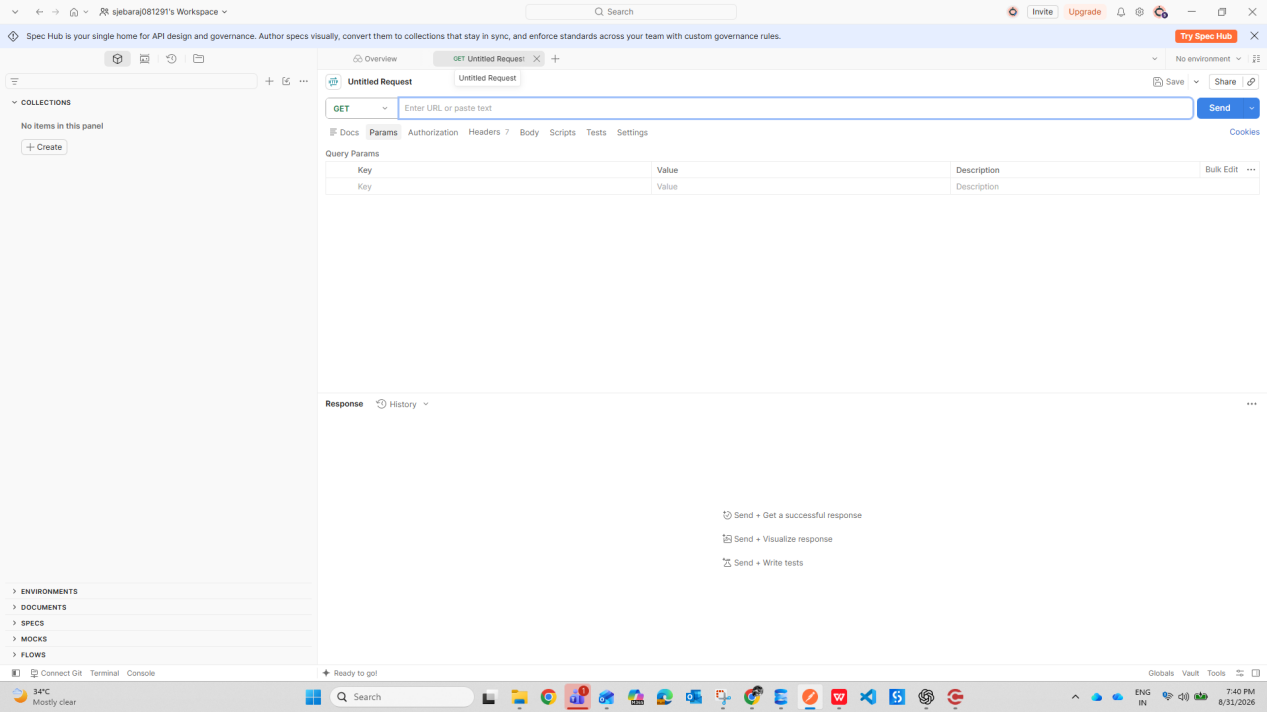 sjebaraj081291's Workspace
Search
Invite
Upgrade
Spec Hub is your single home for API design and governance. Author specs visually, convert them to collections that stay in sync, and enforce standards across your team with custom governance rules.
Try Spec Hub
Overview
GET Untitled Request
No environment
Untitled Request
Untitled Request
Save
Share
COLLECTIONS
No items in this panel
Create
GET
Enter URL or paste text
Send
Docs Params Authorization Headers 7 Body Scripts Tests Settings
Cookies
Query Params
Key Value Description Bulk Edit
Key Value Description
Response History
Send + Get a successful response
Send + Visualize response
Send + Write tests
ENVIRONMENTS
DOCUMENTS
SPECS
MOCKS
FLOWS
Connect Git Terminal Console
Ready to go!
Globals Vault Tools
34°C
Mostly clear
Search
1
M365
ENG
IN
7:40 PM
8/31/2026